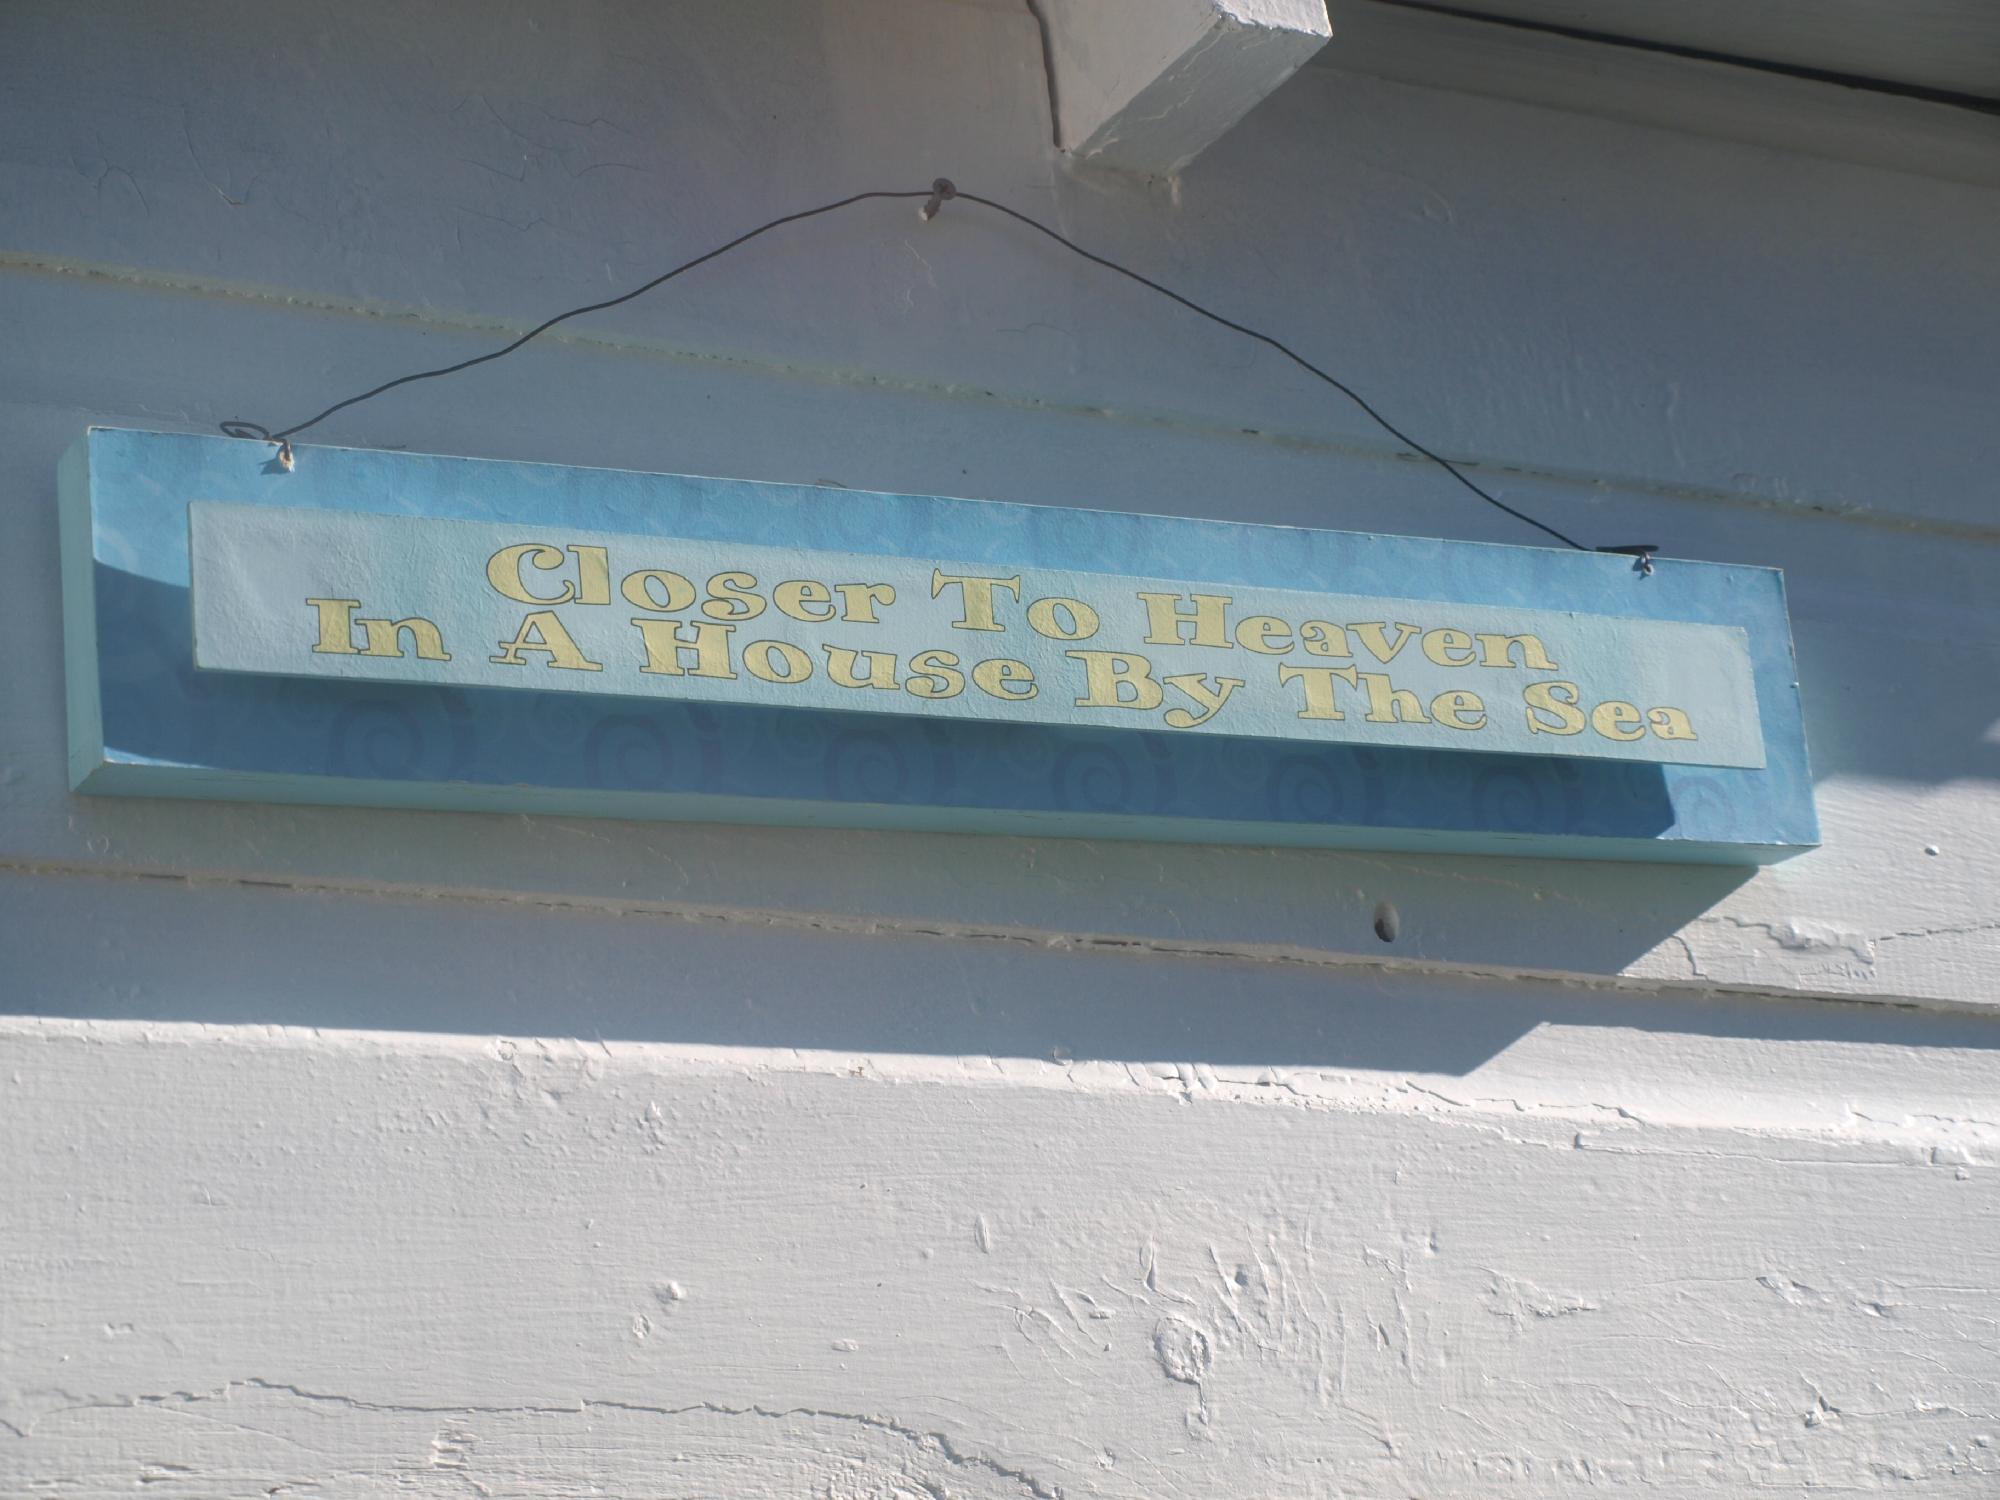 Closer To Heaven
In A House By The Sea